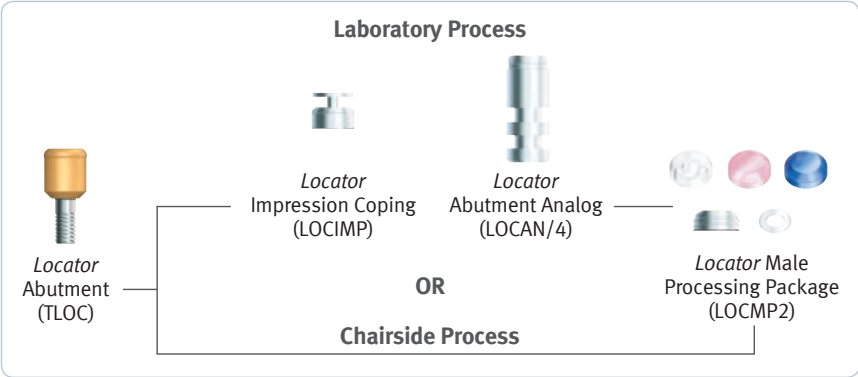 Laboratory Process
Locator
Impression Coping
(LOCIMP)
Locator
Abutment Analog
(LOCAN/4)
Locator
Abutment
(TLOC)
Locator Male
Processing Package
(LOCMP2)
OR
Chairside Process